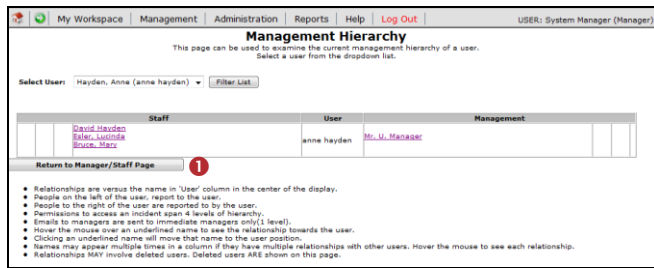 My Workspace | Management | Administration | Reports | Help | Log Out | USER: System Manager (Manager)
Management Hierarchy
This page can be used to examine the current management hierarchy of a user.
Select a user from the dropdown list.
Select User: Hayden, Anne (anne hayden) Filter List
Staff User Management
David Hayden
Esler, Lucinda
Bruce, Mary
anne hayden
Mr. U. Manager
Return to Manager/Staff Page 1
• Relationships are versus the name in 'User' column in the center of the display.
• People on the left of the user, report to the user.
• People to the right of the user are reported to by the user.
• Permissions to access an incident span 4 levels of hierarchy.
• Emails to managers are sent to immediate managers only(1 level).
• Hover the mouse over an underlined name to see the relationship towards the user.
• Clicking an underlined name will move that name to the user position.
• Names may appear multiple times in a column if they have multiple relationships with other users. Hover the mouse to see each relationship.
• Relationships MAY involve deleted users. Deleted users ARE shown on this page.